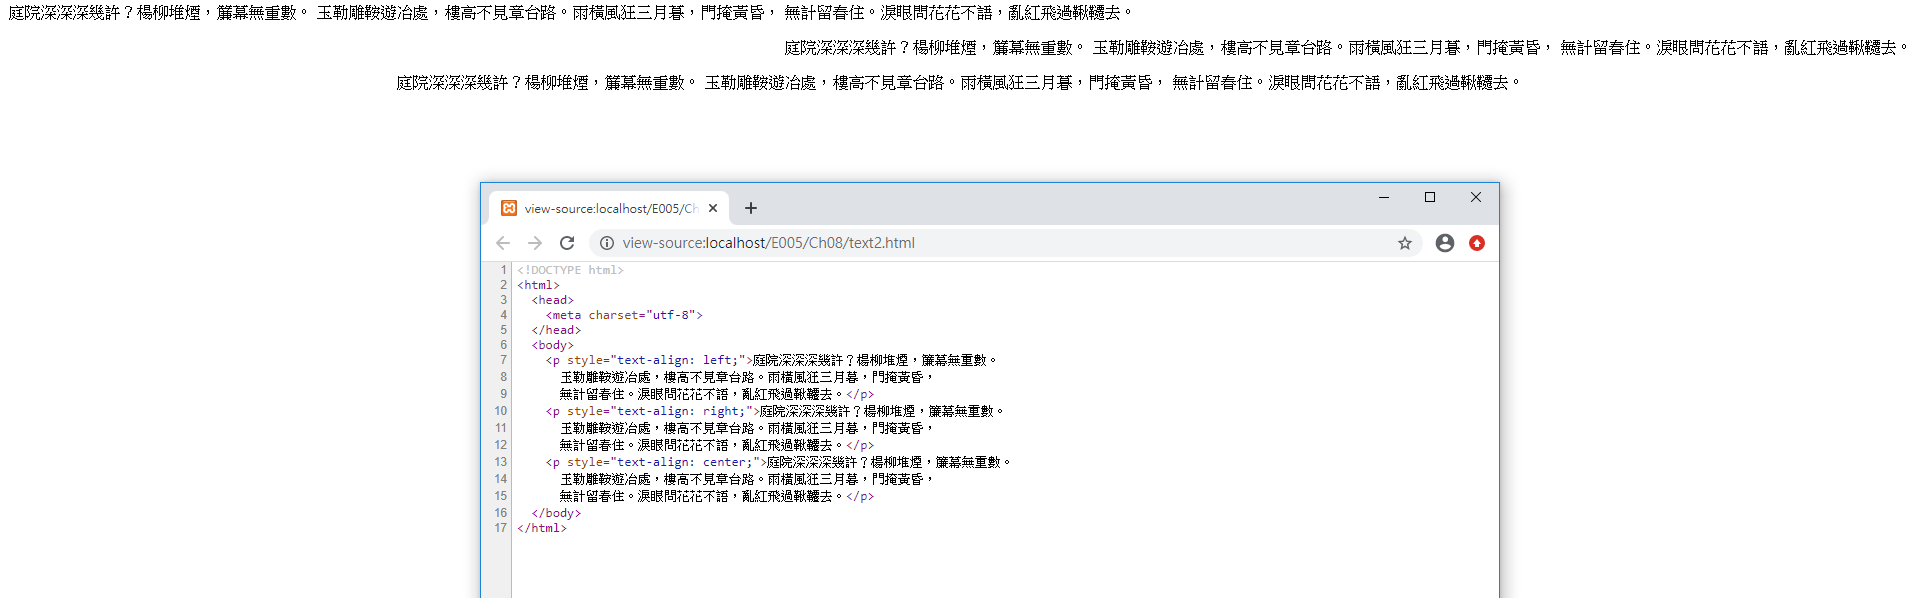 庭院深深深幾許？楊柳堆煙，簾幕無重數。 玉勒雕鞍遊冶處，樓高不見章台路。雨橫風狂三月暮，門掩黃昏， 無計留春住。淚眼問花花不語，亂紅飛過鞦韆去。
庭院深深深幾許？楊柳堆煙，簾幕無重數。 玉勒雕鞍遊冶處，樓高不見章台路。雨橫風狂三月暮，門掩黃昏， 無計留春住。淚眼問花花不語，亂紅飛過鞦韆去。
庭院深深深幾許？楊柳堆煙，簾幕無重數。 玉勒雕鞍遊冶處，樓高不見章台路。雨橫風狂三月暮，門掩黃昏， 無計留春住。淚眼問花花不語，亂紅飛過鞦韆去。
view-source:localhost/E005/Ch
view-source:localhost/E005/Ch08/text2.html
1 <!DOCTYPE html>
2 <html>
3 <head>
4 <meta charset="utf-8">
5 </head>
6 <body>
7 <p style="text-align: left;">庭院深深深幾許？楊柳堆煙，簾幕無重數。
8 玉勒雕鞍遊冶處，樓高不見章台路。雨橫風狂三月暮，門掩黃昏，
9 無計留春住。淚眼問花花不語，亂紅飛過鞦韆去。</p>
10 <p style="text-align: right;">庭院深深深幾許？楊柳堆煙，簾幕無重數。
11 玉勒雕鞍遊冶處，樓高不見章台路。雨橫風狂三月暮，門掩黃昏，
12 無計留春住。淚眼問花花不語，亂紅飛過鞦韆去。</p>
13 <p style="text-align: center;">庭院深深深幾許？楊柳堆煙，簾幕無重數。
14 玉勒雕鞍遊冶處，樓高不見章台路。雨橫風狂三月暮，門掩黃昏，
15 無計留春住。淚眼問花花不語，亂紅飛過鞦韆去。</p>
16 </body>
17 </html>